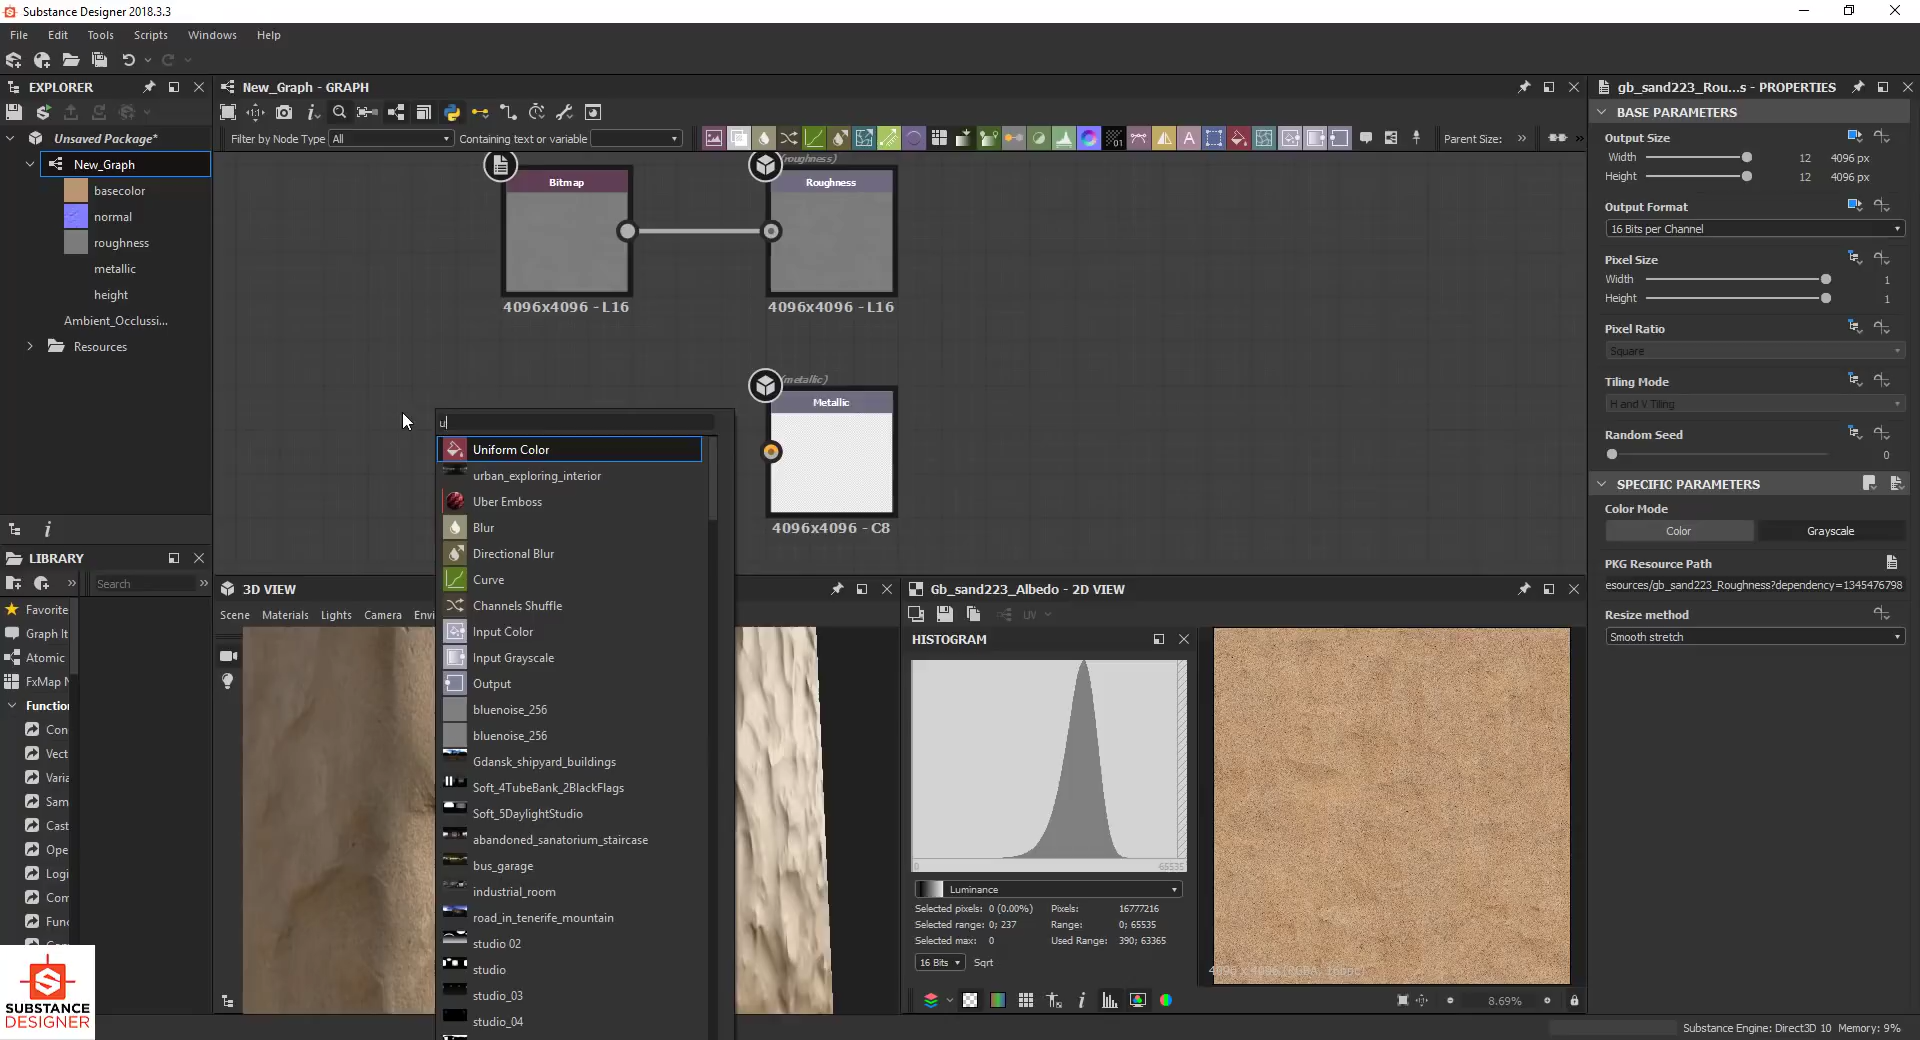 Substance Designer 2018.3.3
File Edit Tools Scripts Windows Help
EXPLORER
Unsaved Package*
New_Graph
basecolor
normal
roughness
metallic
height
Ambient_Occlussi...
Resources
LIBRARY
Search
Favorite
Graph It
Atomic
FxMap N
Function
Con
Vect
Varia
Sam
Cast
Ope
Logi
Com
Func
SUBSTANCE
DESIGNER
New_Graph - GRAPH
Filter by Node Type All Containing text or variable
Parent Size:
Bitmap
4096x4096 - L16
(roughness)
Roughness
4096x4096 - L16
(metallic)
Metallic
4096x4096 - C8
u
Uniform Color
urban_exploring_interior
Uber Emboss
Blur
Directional Blur
Curve
Channels Shuffle
Input Color
Input Grayscale
Output
bluenoise_256
bluenoise_256
Gdansk_shipyard_buildings
Soft_4TubeBank_2BlackFlags
Soft_5DaylightStudio
abandoned_sanatorium_staircase
bus_garage
industrial_room
road_in_tenerife_mountain
studio 02
studio
studio_03
studio_04
3D VIEW
Scene Materials Lights Camera Envi
Gb_sand223_Albedo - 2D VIEW
UV
HISTOGRAM
0 65535
Luminance
Selected pixels: 0 (0.00%) Pixels: 16777216
Selected range: 0; 237 Range: 0; 65535
Selected max: 0 Used Range: 390; 63365
16 Bits Sqrt
8.69%
gb_sand223_Rou...s - PROPERTIES
BASE PARAMETERS
Output Size
Width 12 4096 px
Height 12 4096 px
Output Format
16 Bits per Channel
Pixel Size
Width 1
Height 1
Pixel Ratio
Square
Tiling Mode
H and V Tiling
Random Seed
0
SPECIFIC PARAMETERS
Color Mode
Color Grayscale
PKG Resource Path
esources/gb_sand223_Roughness?dependency=1345476798
Resize method
Smooth stretch
Substance Engine: Direct3D 10 Memory: 9%